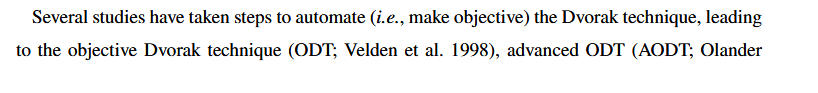 Several studies have taken steps to automate (i.e., make objective) the Dvorak technique, leading
to the objective Dvorak technique (ODT; Velden et al. 1998), advanced ODT (AODT; Olander